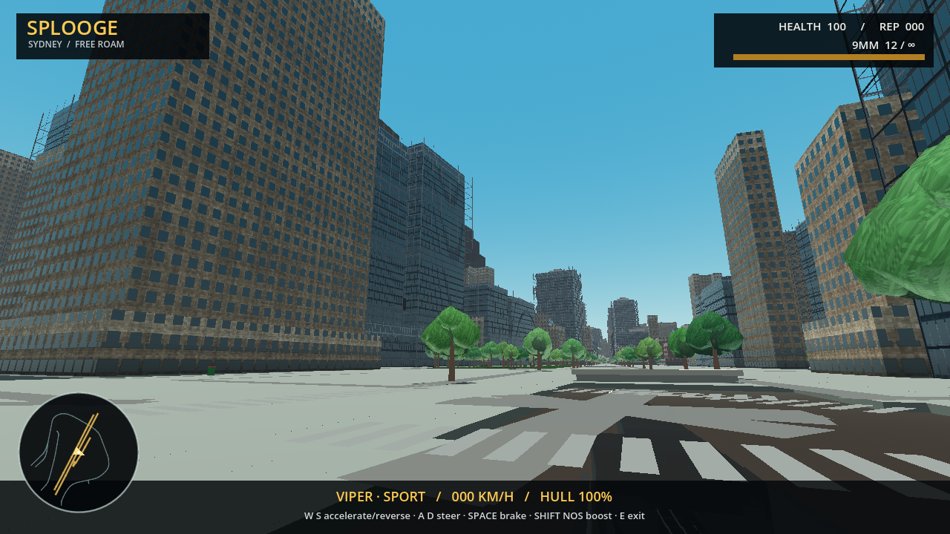 SPLOOGE
SYDNEY / FREE ROAM
HEALTH 100 / REP 000
9MM 12 / ∞
VIPER · SPORT / 000 KM/H / HULL 100%
W S accelerate/reverse · A D steer · SPACE brake · SHIFT NOS boost · E exit